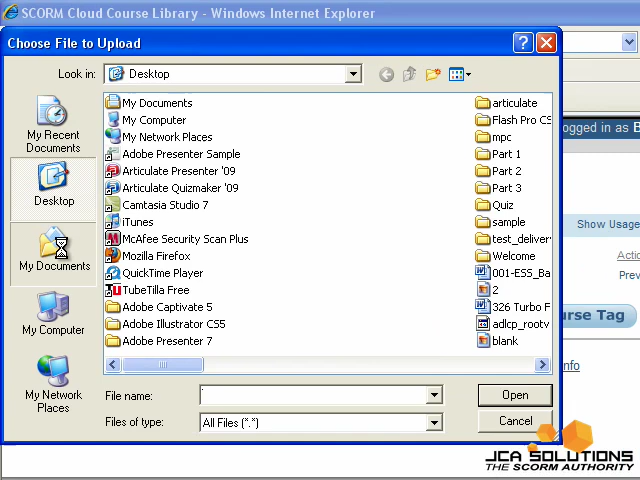 SCORM Cloud Course Library - Windows Internet Explorer
Choose File to Upload
Look in:
Desktop
My Recent
Documents
Desktop
My Documents
My Computer
My Network
Places
My Documents
My Computer
My Network Places
Adobe Presenter Sample
Articulate Presenter '09
Articulate Quizmaker '09
Camtasia Studio 7
iTunes
McAfee Security Scan Plus
Mozilla Firefox
QuickTime Player
TubeTilla Free
Adobe Captivate 5
Adobe Illustrator CS5
Adobe Presenter 7
articulate
Flash Pro CS
mpc
Part 1
Part 2
Part 3
Quiz
sample
test_deliver
Welcome
001-ESS_Ba
2
326 Turbo F
adlcp_rootv
blank
File name:
Open
Files of type:
All Files (*.*)
Cancel
ogged in as B
Show Usage
Actio
Prev
urse Tag
nfo
JCA SOLUTIONS
THE SCORM AUTHORITY